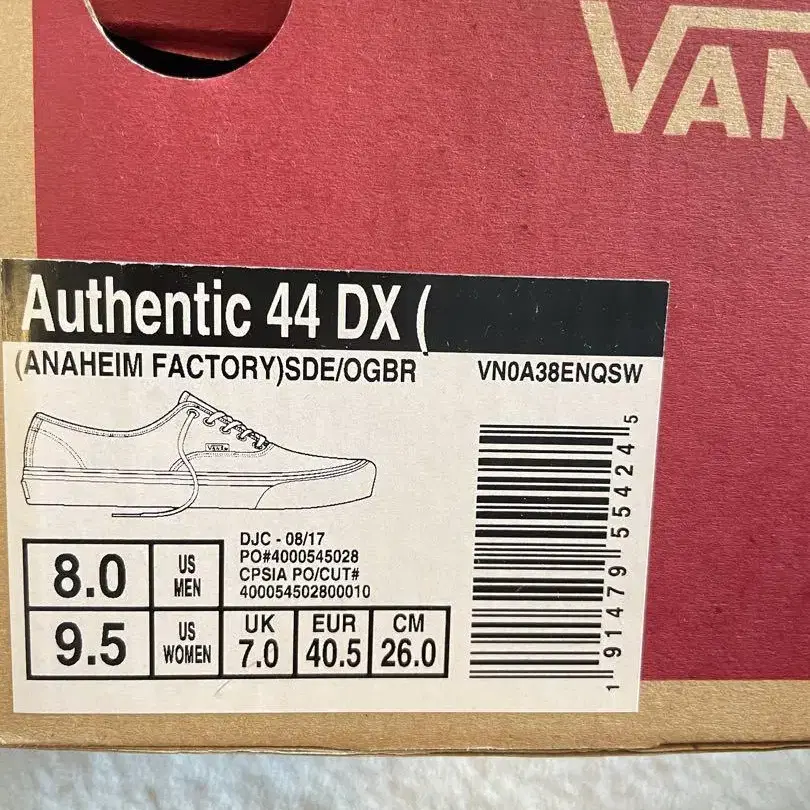 VAN
Authentic 44 DX (
(ANAHEIM FACTORY)SDE/OGBR
VN0A38ENQSW
VANS
DJC - 08/17
PO#4000545028
CPSIA PO/CUT#
400054502800010
8.0 US MEN
9.5 US WOMEN
UK 7.0
EUR 40.5
CM 26.0
1 91479 55424 5